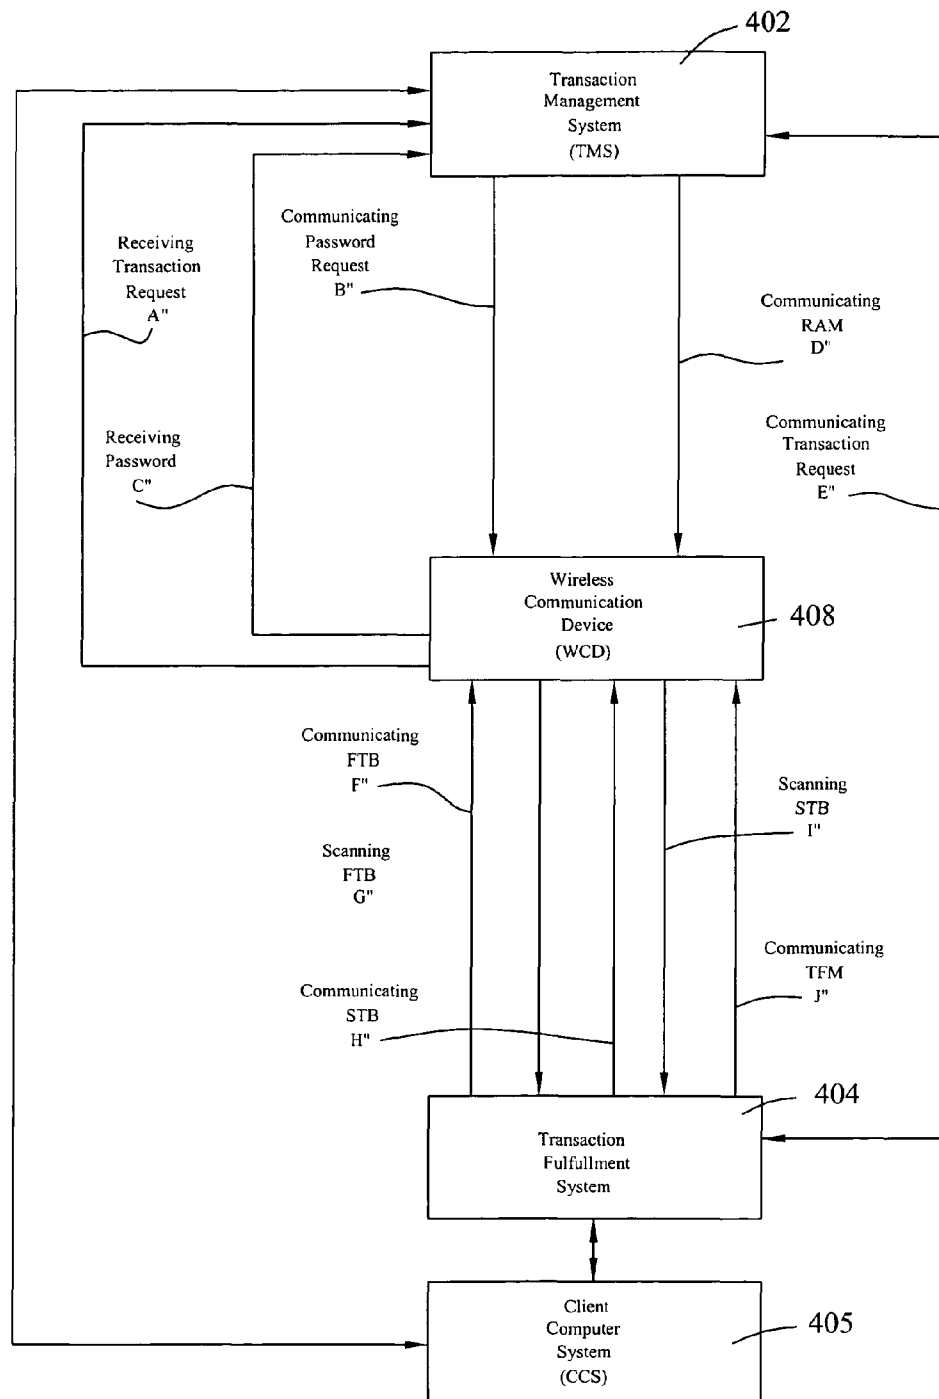 402
Transaction
Management
System
(TMS)
Communicating
Password
Request
B"
Receiving
Transaction
Request
A"
Communicating
RAM
D"
Receiving
Password
C"
Communicating
Transaction
Request
E"
Wireless
Communication
Device
(WCD)
408
Communicating
FTB
F"
Scanning
STB
I"
Scanning
FTB
G"
Communicating
TFM
J"
Communicating
STB
H"
404
Transaction
Fulfullment
System
Client
Computer
System
(CCS)
405